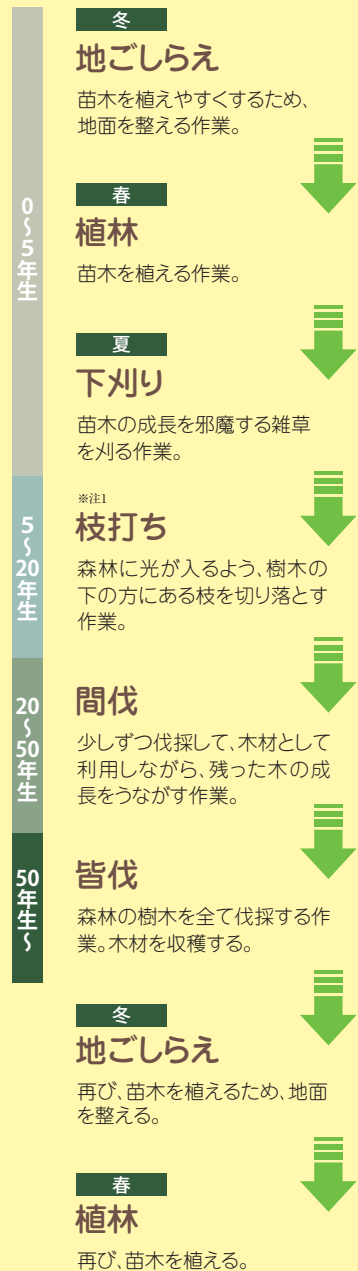 冬
地ごしらえ
苗木を植えやすくするため、
地面を整える作業。
0〜5年生
春
植林
苗木を植える作業。
夏
下刈り
苗木の成長を邪魔する雑草
を刈る作業。
※注1
枝打ち
5〜20年生
森林に光が入るよう、樹木の
下の方にある枝を切り落とす
作業。
間伐
20〜50年生
少しずつ伐採して、木材として
利用しながら、残った木の成
長をうながす作業。
皆伐
50年生〜
森林の樹木を全て伐採する作
業。木材を収穫する。
冬
地ごしらえ
再び、苗木を植えるため、地面
を整える。
春
植林
再び、苗木を植える。